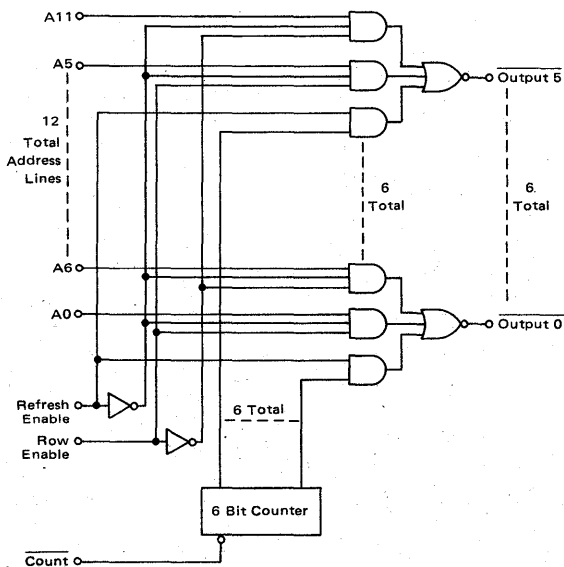 A11
A5
Output 5
12
Total
Address
Lines
6
Total
6.
Total
A6
A0
Output 0
Refresh
Enable
6 Total
Row
Enable
6 Bit Counter
Count